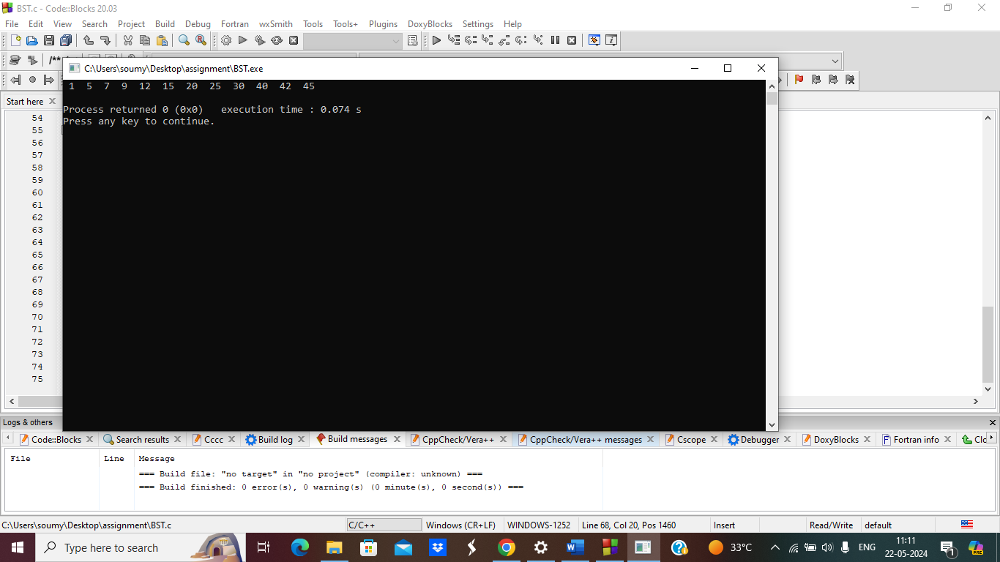 BST.c - Code::Blocks 20.03
File Edit View Search Project Build Debug Fortran wxSmith Tools Tools+ Plugins DoxyBlocks Settings Help
/**
C:\Users\soumy\Desktop\assignment\BST.exe
1 5 7 9 12 15 20 25 30 40 42 45
Process returned 0 (0x0) execution time : 0.074 s
Press any key to continue.
Start here
54
55
56
57
58
59
60
61
62
63
64
65
66
67
68
69
70
71
72
73
74
75
Logs & others
Code::Blocks Search results Cccc Build log Build messages CppCheck/Vera++ CppCheck/Vera++ messages Cscope Debugger DoxyBlocks Fortran info Clo
File Line Message
=== Build file: "no target" in "no project" (compiler: unknown) ===
=== Build finished: 0 error(s), 0 warning(s) (0 minute(s), 0 second(s)) ===
C:\Users\soumy\Desktop\assignment\BST.c C/C++ Windows (CR+LF) WINDOWS-1252 Line 68, Col 20, Pos 1460 Insert Read/Write default
Type here to search 33°C ENG 11:11
22-05-2024 1 PRE